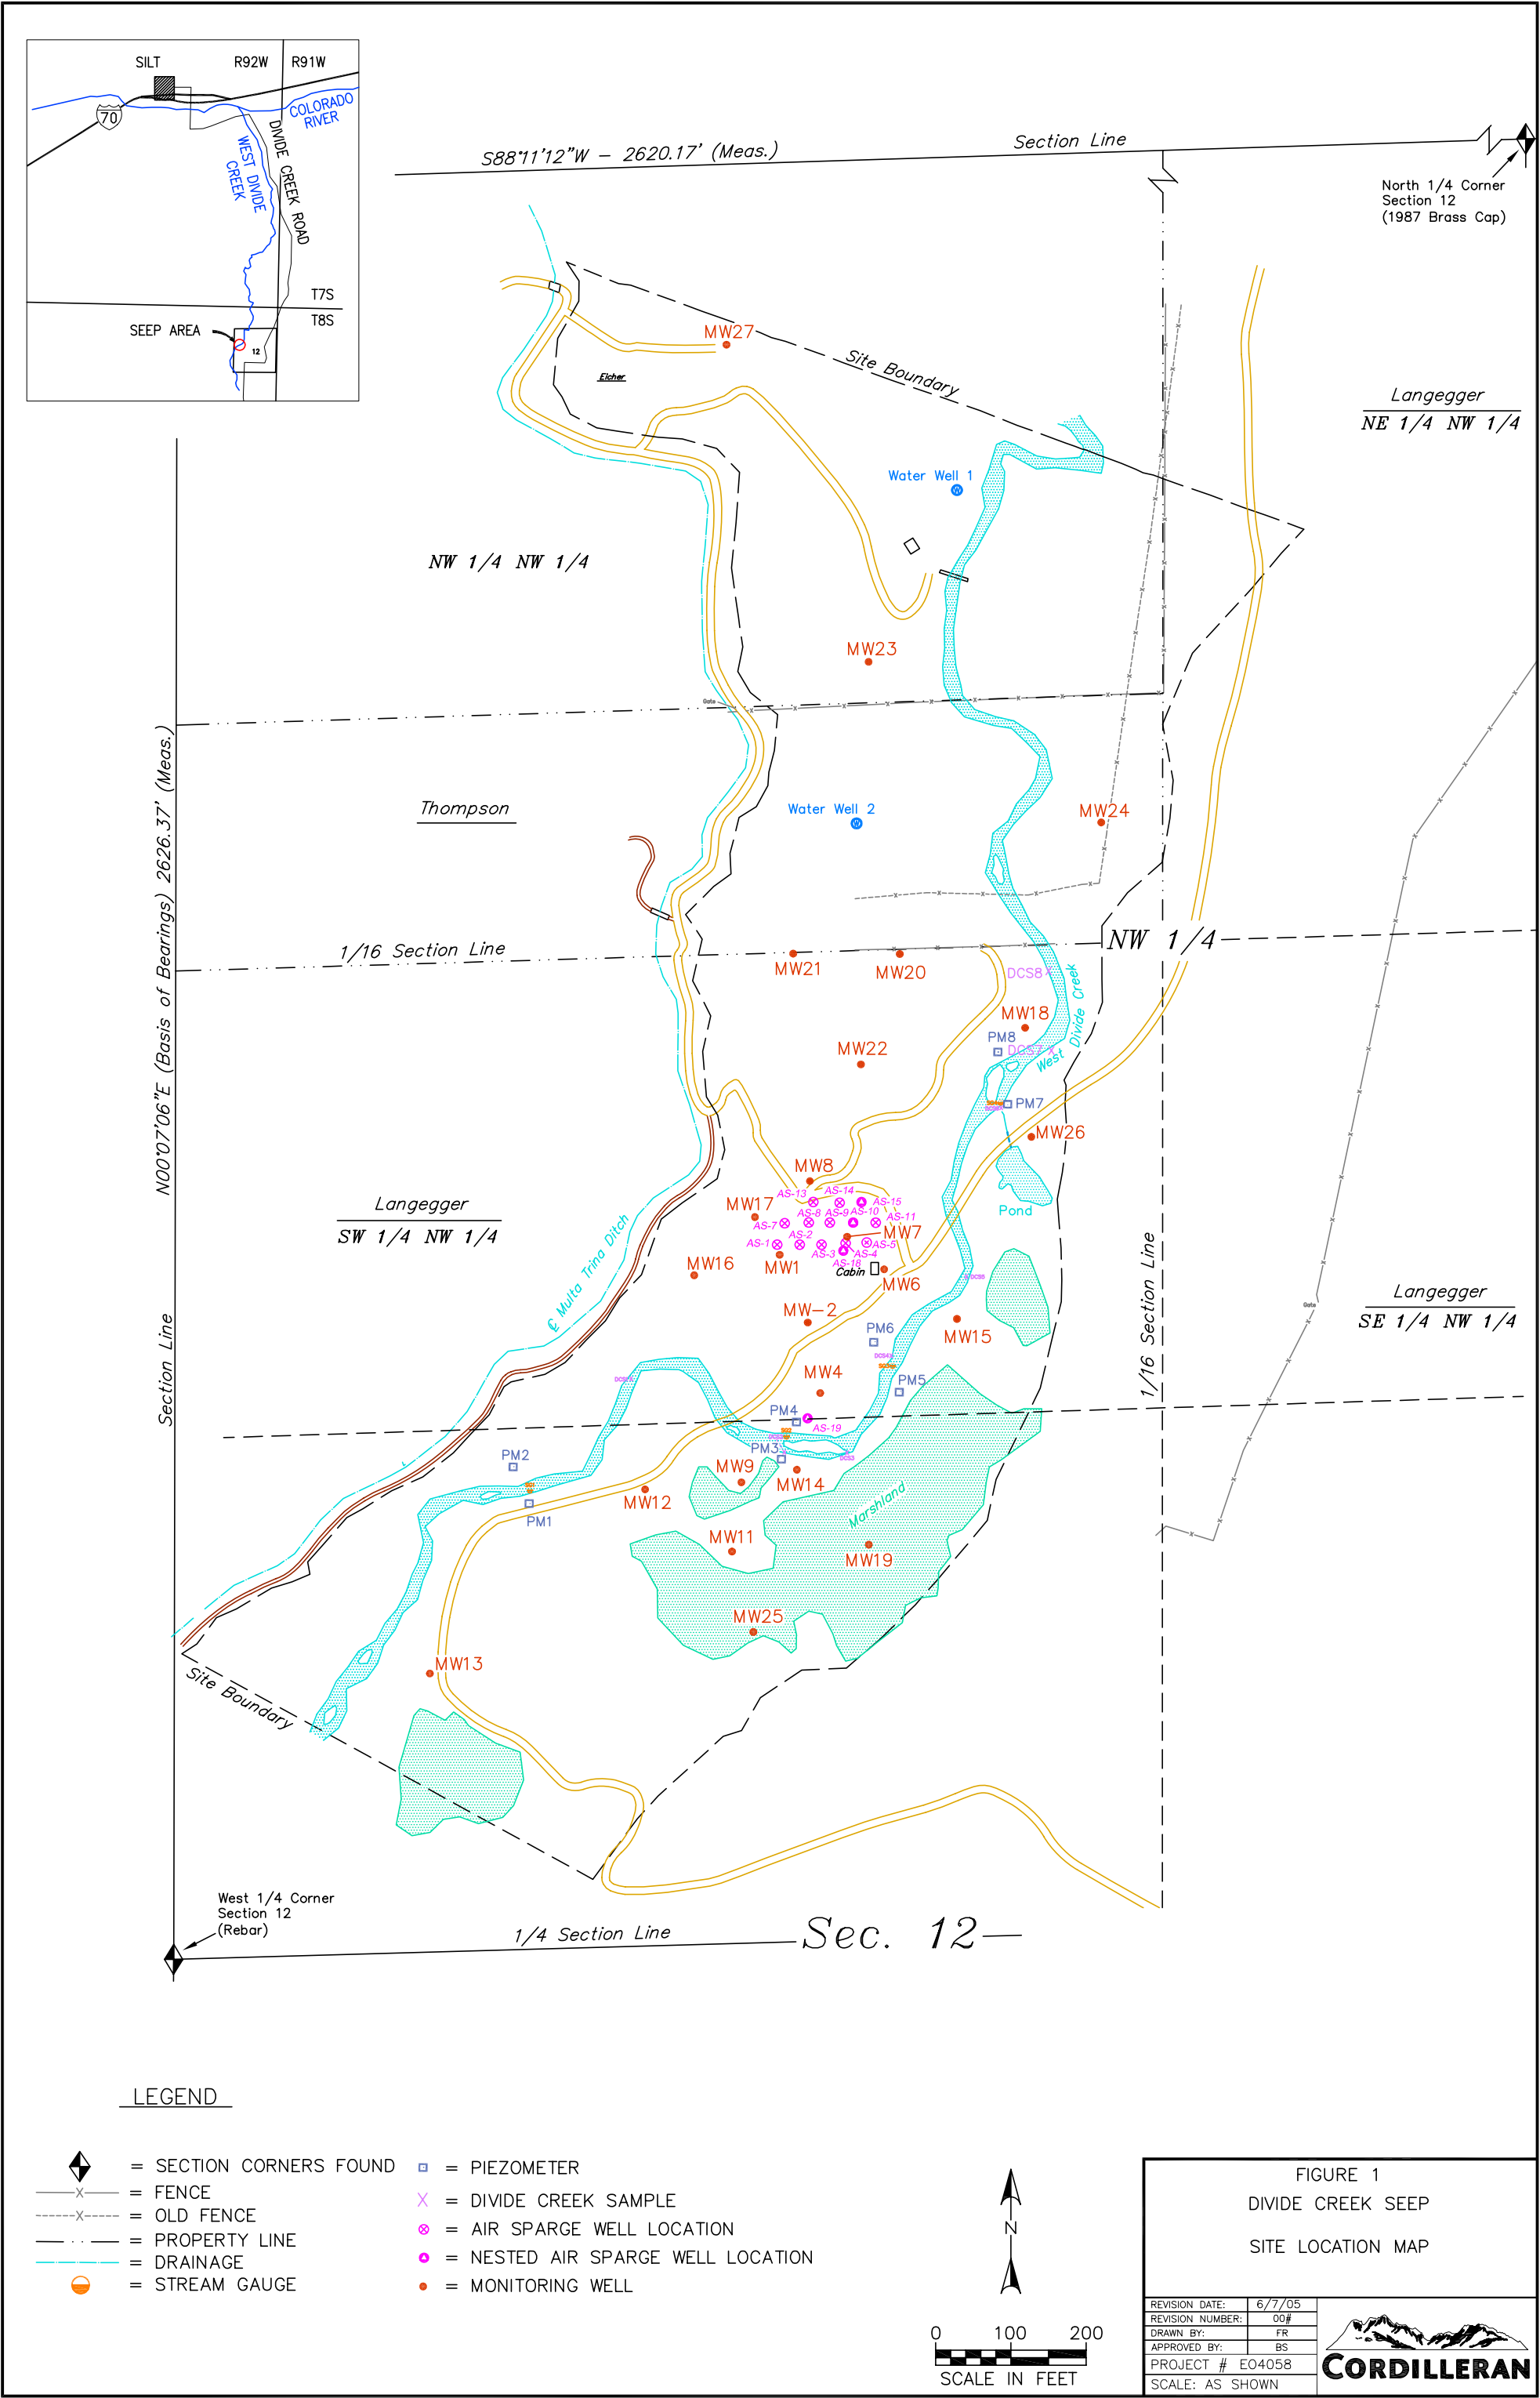 SILT
R92W
R91W
70
COLORADO
RIVER
WEST DIVIDE
CREEK
DIVIDE CREEK ROAD
T7S
T8S
SEEP AREA
12
S88°11'12"W - 2620.17' (Meas.)
Section Line
North 1/4 Corner
Section 12
(1987 Brass Cap)
MW27
Eicher
Site Boundary
Langegger
NE 1/4 NW 1/4
Water Well 1
NW 1/4 NW 1/4
MW23
Gate
N00°07'06"E (Basis of Bearings) 2626.37' (Meas.)
Thompson
Water Well 2
MW24
1/16 Section Line
NW 1/4
MW21
MW20
DCS8
West Divide Creek
MW18
PM8
DCS7 X
MW22
PM7
MW26
MW8
AS-13
AS-14
AS-15
Pond
Langegger
SW 1/4 NW 1/4
MW17
AS-7
AS-8
AS-9
AS-10
AS-11
AS-2
MW7
AS-1
AS-3
AS-4
AS-5
MW1
AS-18
Cabin
MW6
MW16
DCS5
₵ Multa Trina Ditch
1/16 Section Line
Gate
Langegger
SE 1/4 NW 1/4
MW-2
MW15
PM6
DCS4X
Section Line
MW4
PM5
PM4
AS-19
PM3
DCS3
PM2
MW9
MW14
MW12
PM1
Marshland
MW11
MW19
MW25
MW13
Site Boundary
West 1/4 Corner
Section 12
(Rebar)
1/4 Section Line
Sec. 12
LEGEND
= SECTION CORNERS FOUND
= FENCE
= OLD FENCE
= PROPERTY LINE
= DRAINAGE
= STREAM GAUGE
= PIEZOMETER
X = DIVIDE CREEK SAMPLE
= AIR SPARGE WELL LOCATION
= NESTED AIR SPARGE WELL LOCATION
= MONITORING WELL
N
0 100 200
SCALE IN FEET
FIGURE 1
DIVIDE CREEK SEEP
SITE LOCATION MAP
REVISION DATE: 6/7/05
REVISION NUMBER: 00#
DRAWN BY: FR
APPROVED BY: BS
PROJECT # E04058
SCALE: AS SHOWN
CORDILLERAN